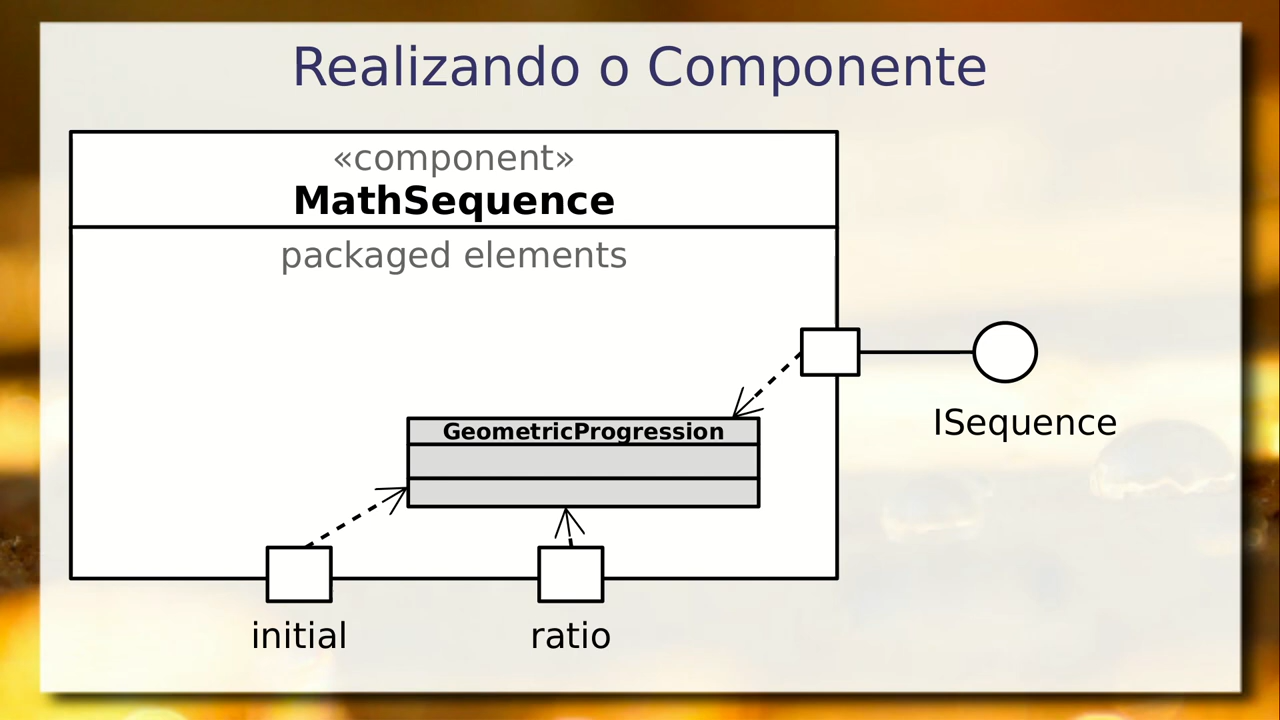 Realizando o Componente
«component»
MathSequence
packaged elements
ISequence
GeometricProgression
initial
ratio